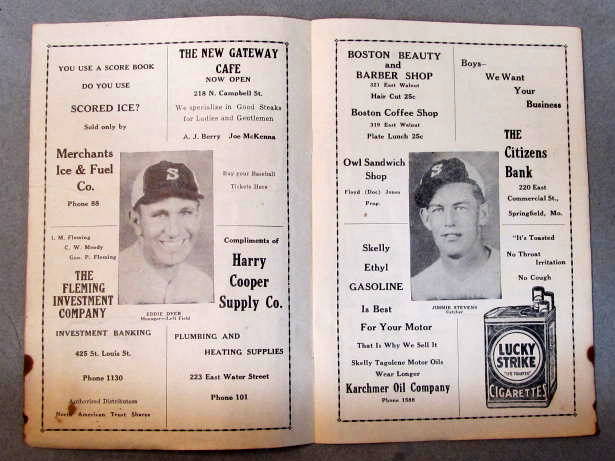 YOU USE A SCORE BOOK
DO YOU USE
SCORED ICE?
Sold only by
Merchants
Ice & Fuel
Co.
Phone 88
THE NEW GATEWAY
CAFE
NOW OPEN
218 N. Campbell St.
We specialize in Good Steaks
for Ladies and Gentlemen
A. J. Berry Joe McKenna
S
Buy your Baseball
Tickets Here
I. M. Fleming
C. W. Moody
Geo. P. Fleming
THE
FLEMING
INVESTMENT
COMPANY
Compliments of
Harry
Cooper
Supply Co.
EDDIE DYER
Manager—Left Field
INVESTMENT BANKING
425 St. Louis St.
Phone 1130
Authorized Distributors
North American Trust Shares
PLUMBING AND
HEATING SUPPLIES
223 East Water Street
Phone 101
BOSTON BEAUTY
and
BARBER SHOP
321 East Walnut
Hair Cut 25c
Boston Coffee Shop
319 East Walnut
Plate Lunch 25c
Boys—
We Want
Your
Business
THE
Citizens
Bank
220 East
Commercial St.,
Springfield, Mo.
Owl Sandwich
Shop
Floyd (Doc) Jones
Prop.
S
Skelly
Ethyl
GASOLINE
JIMMIE STEVENS
Catcher
Is Best
For Your Motor
That Is Why We Sell It
Skelly Tagolene Motor Oils
Wear Longer
Karchmer Oil Company
Phone 1588
"It's Toasted
No Throat
Irritation
No Cough
LUCKY
STRIKE
"IT'S TOASTED"
CIGARETTES